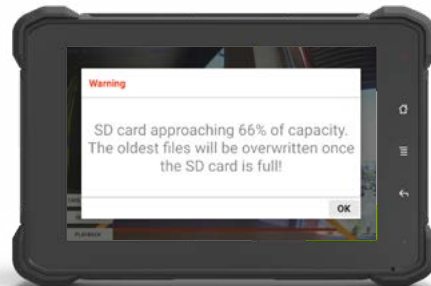 Warning
SD card approaching 66% of capacity.
The oldest files will be overwritten once
the SD card is full!
OK
PLAYBACK